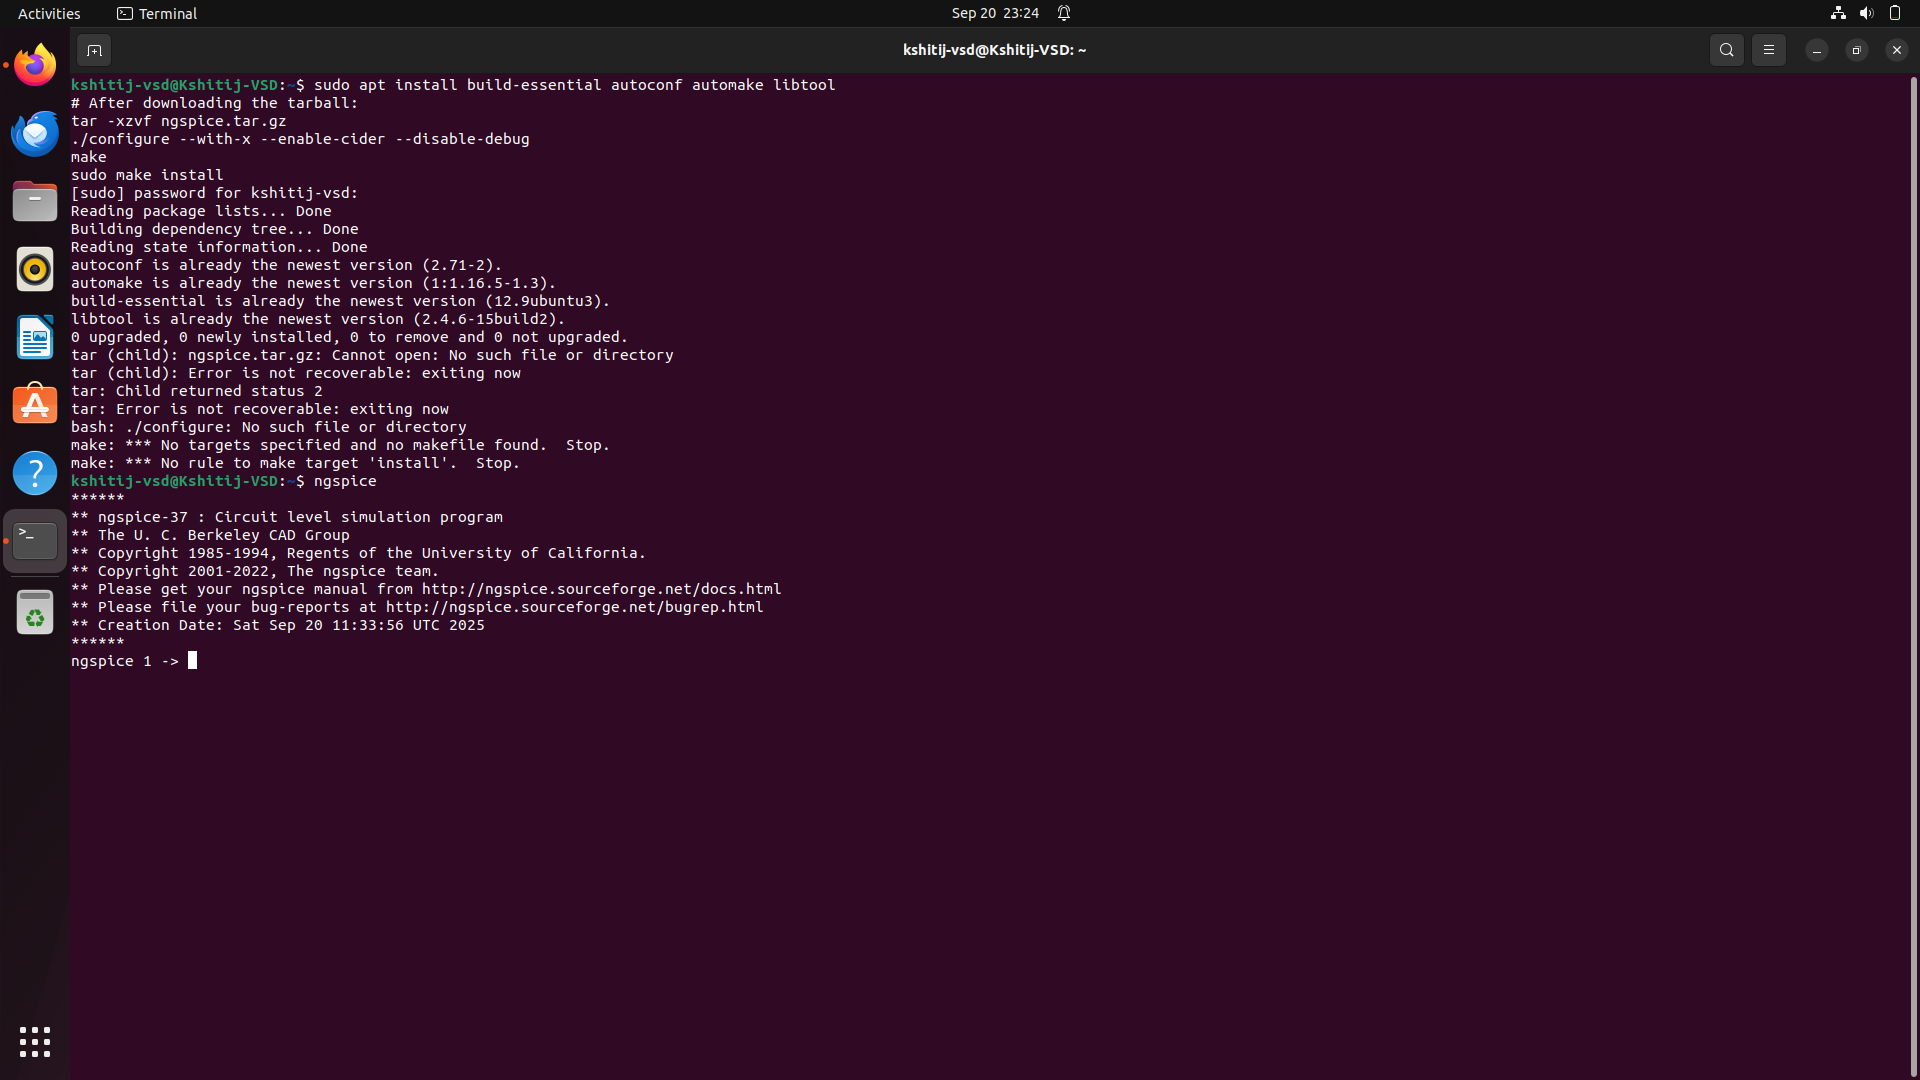 Activities
Terminal
Sep 20 23:24
kshitij-vsd@Kshitij-VSD: ~
kshitij-vsd@Kshitij-VSD:~$ sudo apt install build-essential autoconf automake libtool
# After downloading the tarball:
tar -xzvf ngspice.tar.gz
./configure --with-x --enable-cider --disable-debug
make
sudo make install
[sudo] password for kshitij-vsd:
Reading package lists... Done
Building dependency tree... Done
Reading state information... Done
autoconf is already the newest version (2.71-2).
automake is already the newest version (1:1.16.5-1.3).
build-essential is already the newest version (12.9ubuntu3).
libtool is already the newest version (2.4.6-15build2).
0 upgraded, 0 newly installed, 0 to remove and 0 not upgraded.
tar (child): ngspice.tar.gz: Cannot open: No such file or directory
tar (child): Error is not recoverable: exiting now
tar: Child returned status 2
tar: Error is not recoverable: exiting now
bash: ./configure: No such file or directory
make: *** No targets specified and no makefile found.  Stop.
make: *** No rule to make target 'install'.  Stop.
kshitij-vsd@Kshitij-VSD:~$ ngspice
******
** ngspice-37 : Circuit level simulation program
** The U. C. Berkeley CAD Group
** Copyright 1985-1994, Regents of the University of California.
** Copyright 2001-2022, The ngspice team.
** Please get your ngspice manual from http://ngspice.sourceforge.net/docs.html
** Please file your bug-reports at http://ngspice.sourceforge.net/bugrep.html
** Creation Date: Sat Sep 20 11:33:56 UTC 2025
******
ngspice 1 ->